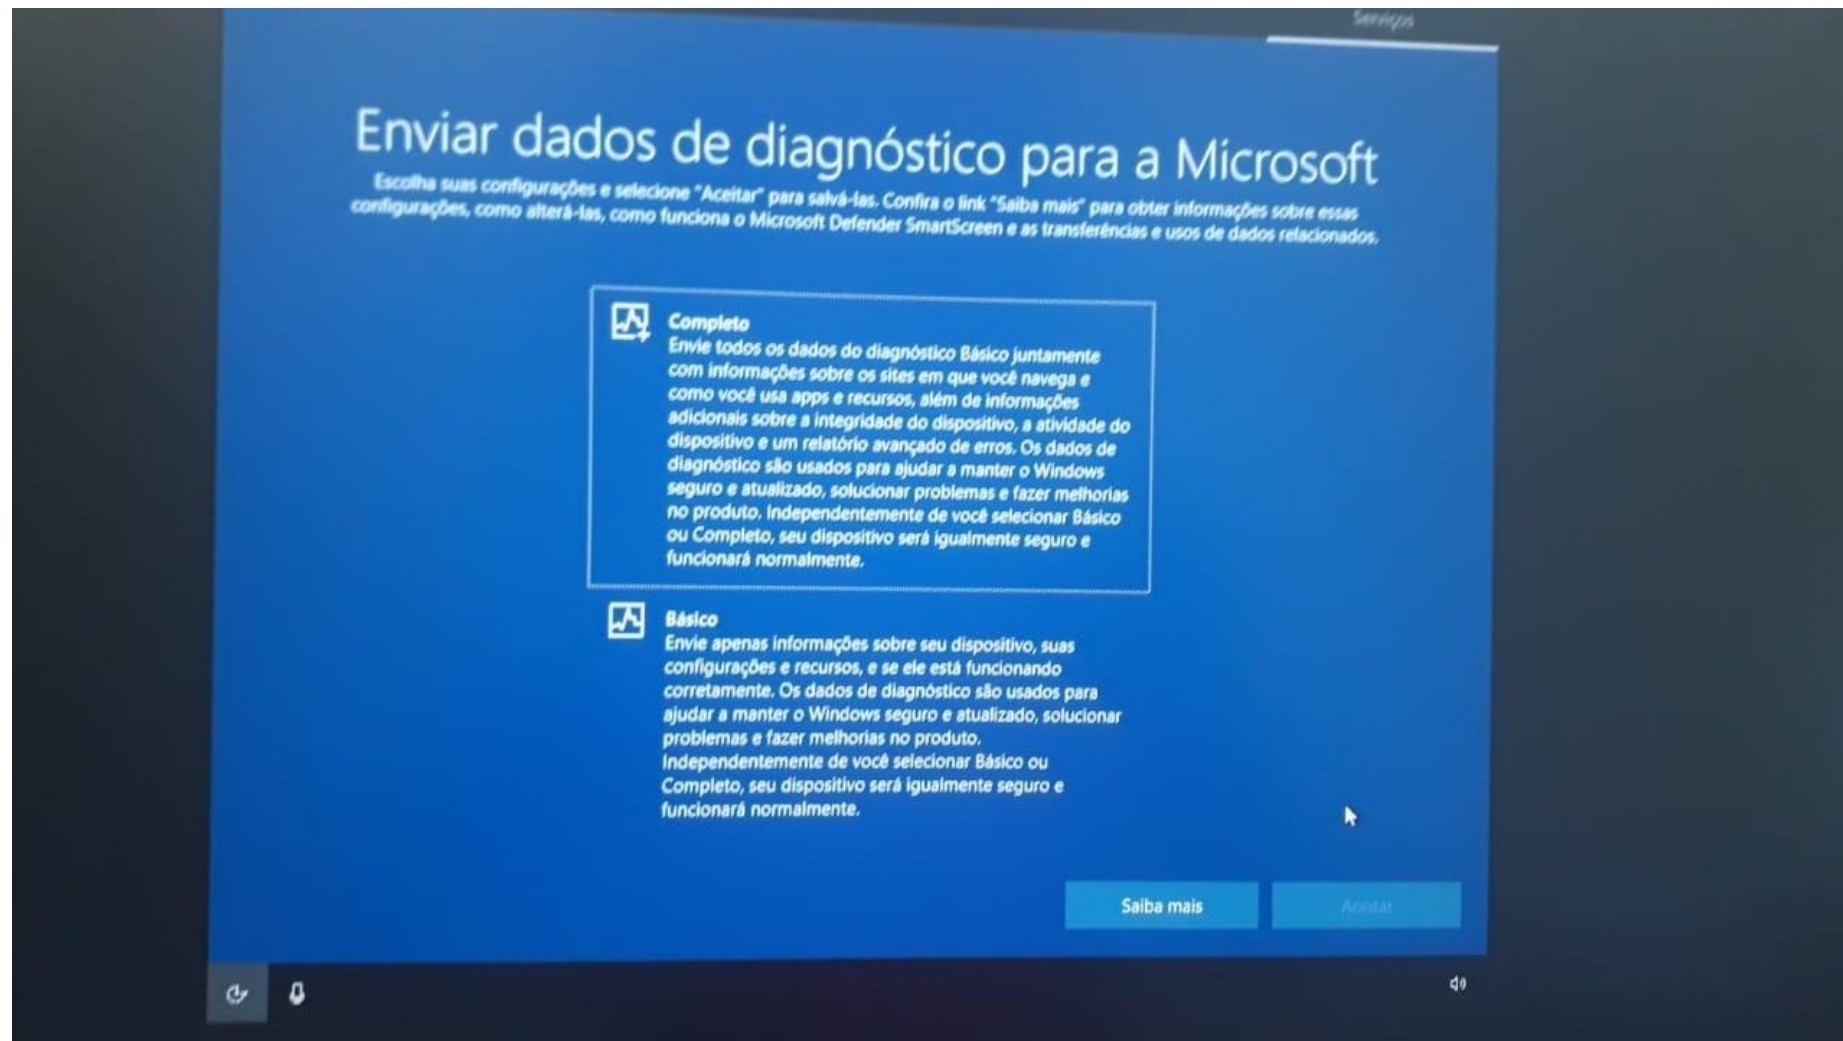 Serviços
Enviar dados de diagnóstico para a Microsoft
Escolha suas configurações e selecione "Aceitar" para salvá-las. Confira o link "Saiba mais" para obter informações sobre essas
configurações, como alterá-las, como funciona o Microsoft Defender SmartScreen e as transferências e usos de dados relacionados.
Completo
Envie todos os dados do diagnóstico Básico juntamente
com informações sobre os sites em que você navega e
como você usa apps e recursos, além de informações
adicionais sobre a integridade do dispositivo, a atividade do
dispositivo e um relatório avançado de erros. Os dados de
diagnóstico são usados para ajudar a manter o Windows
seguro e atualizado, solucionar problemas e fazer melhorias
no produto. Independentemente de você selecionar Básico
ou Completo, seu dispositivo será igualmente seguro e
funcionará normalmente.
Básico
Envie apenas informações sobre seu dispositivo, suas
configurações e recursos, e se ele está funcionando
corretamente. Os dados de diagnóstico são usados para
ajudar a manter o Windows seguro e atualizado, solucionar
problemas e fazer melhorias no produto.
Independentemente de você selecionar Básico ou
Completo, seu dispositivo será igualmente seguro e
funcionará normalmente.
Saiba mais
Aceitar